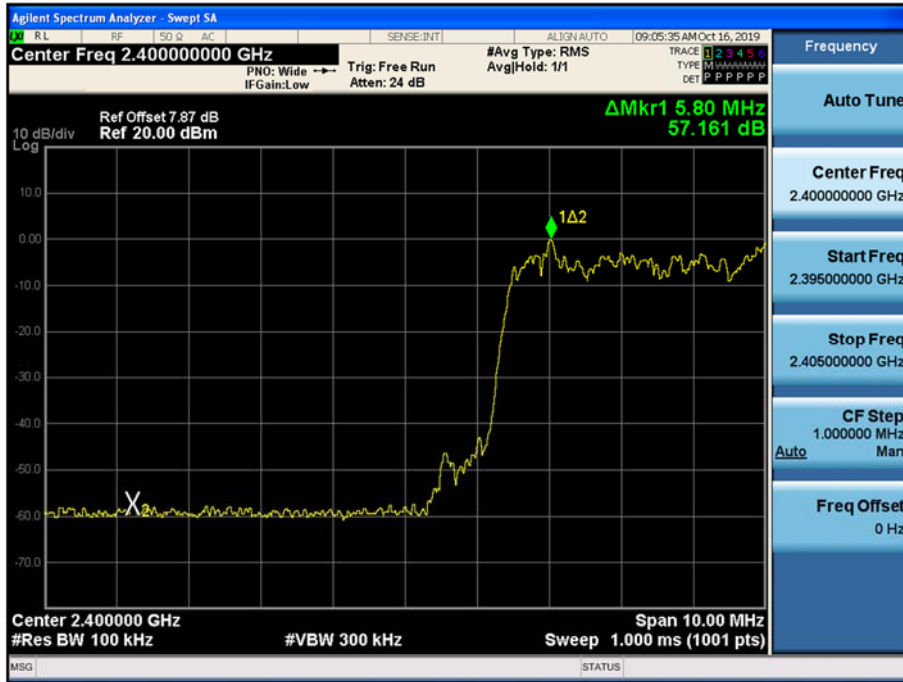 Agilent Spectrum Analyzer - Swept SA
LXI RL RF 50 Ω AC SENSE:INT ALIGN AUTO 09:05:35 AM Oct 16, 2019
Center Freq 2.400000000 GHz
PNO: Wide
IFGain:Low
Trig: Free Run
Atten: 24 dB
#Avg Type: RMS
Avg|Hold: 1/1
TRACE 1 2 3 4 5 6
TYPE M
DET P P P P P P
ΔMkr1 5.80 MHz
57.161 dB
Ref Offset 7.87 dB
10 dB/div Ref 20.00 dBm
Log
10.0
0.00
-10.0
-20.0
-30.0
-40.0
-50.0
-60.0
-70.0
1Δ2
X2
Center 2.400000 GHz Span 10.00 MHz
#Res BW 100 kHz #VBW 300 kHz Sweep 1.000 ms (1001 pts)
MSG STATUS
Frequency
Auto Tune
Center Freq
2.400000000 GHz
Start Freq
2.395000000 GHz
Stop Freq
2.405000000 GHz
CF Step
1.000000 MHz
Auto Man
Freq Offset
0 Hz